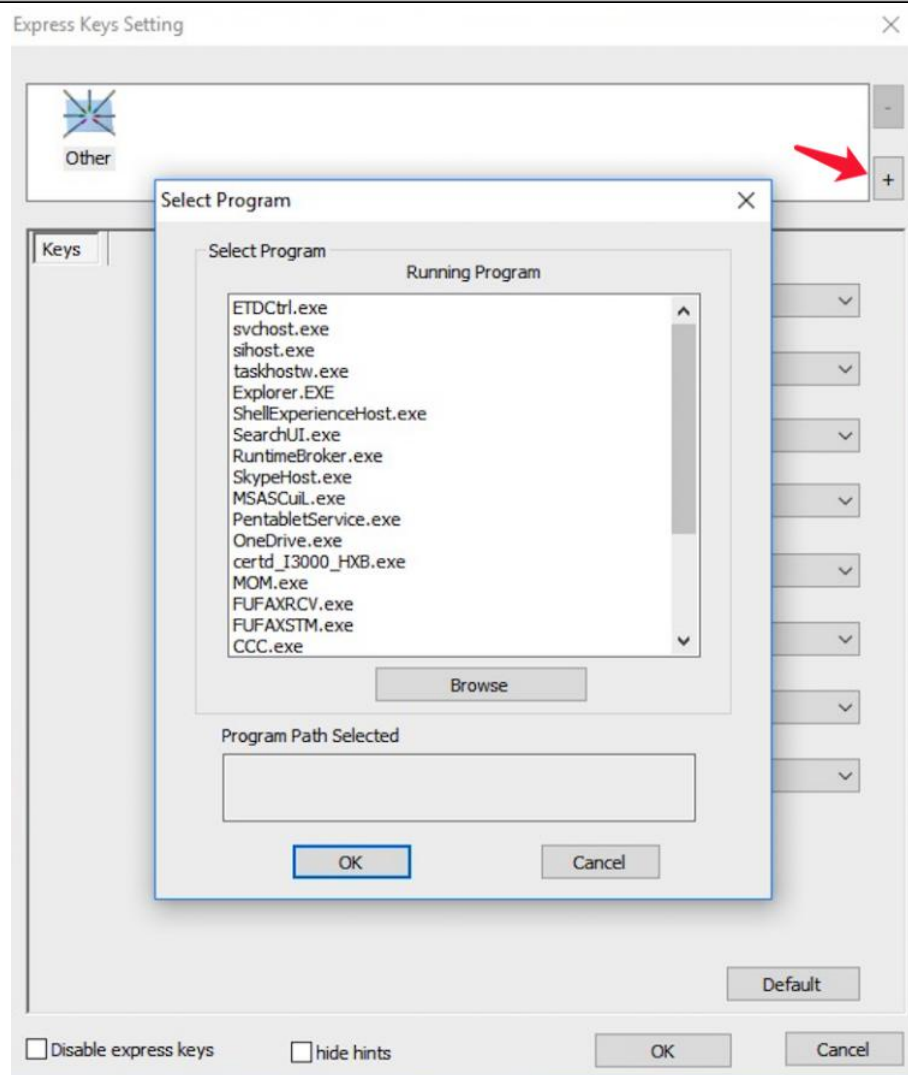 Express Keys Setting
-
Other
+
Select Program
Keys
Select Program
Running Program
ETDCtrl.exe
svchost.exe
sihost.exe
taskhostw.exe
Explorer.EXE
ShellExperienceHost.exe
SearchUI.exe
RuntimeBroker.exe
SkypeHost.exe
MSASCuiL.exe
PentabletService.exe
OneDrive.exe
certd_I3000_HXB.exe
MOM.exe
FUFAXRCV.exe
FUFAXSTM.exe
CCC.exe
Browse
Program Path Selected
OK Cancel
Default
Disable express keys hide hints OK Cancel